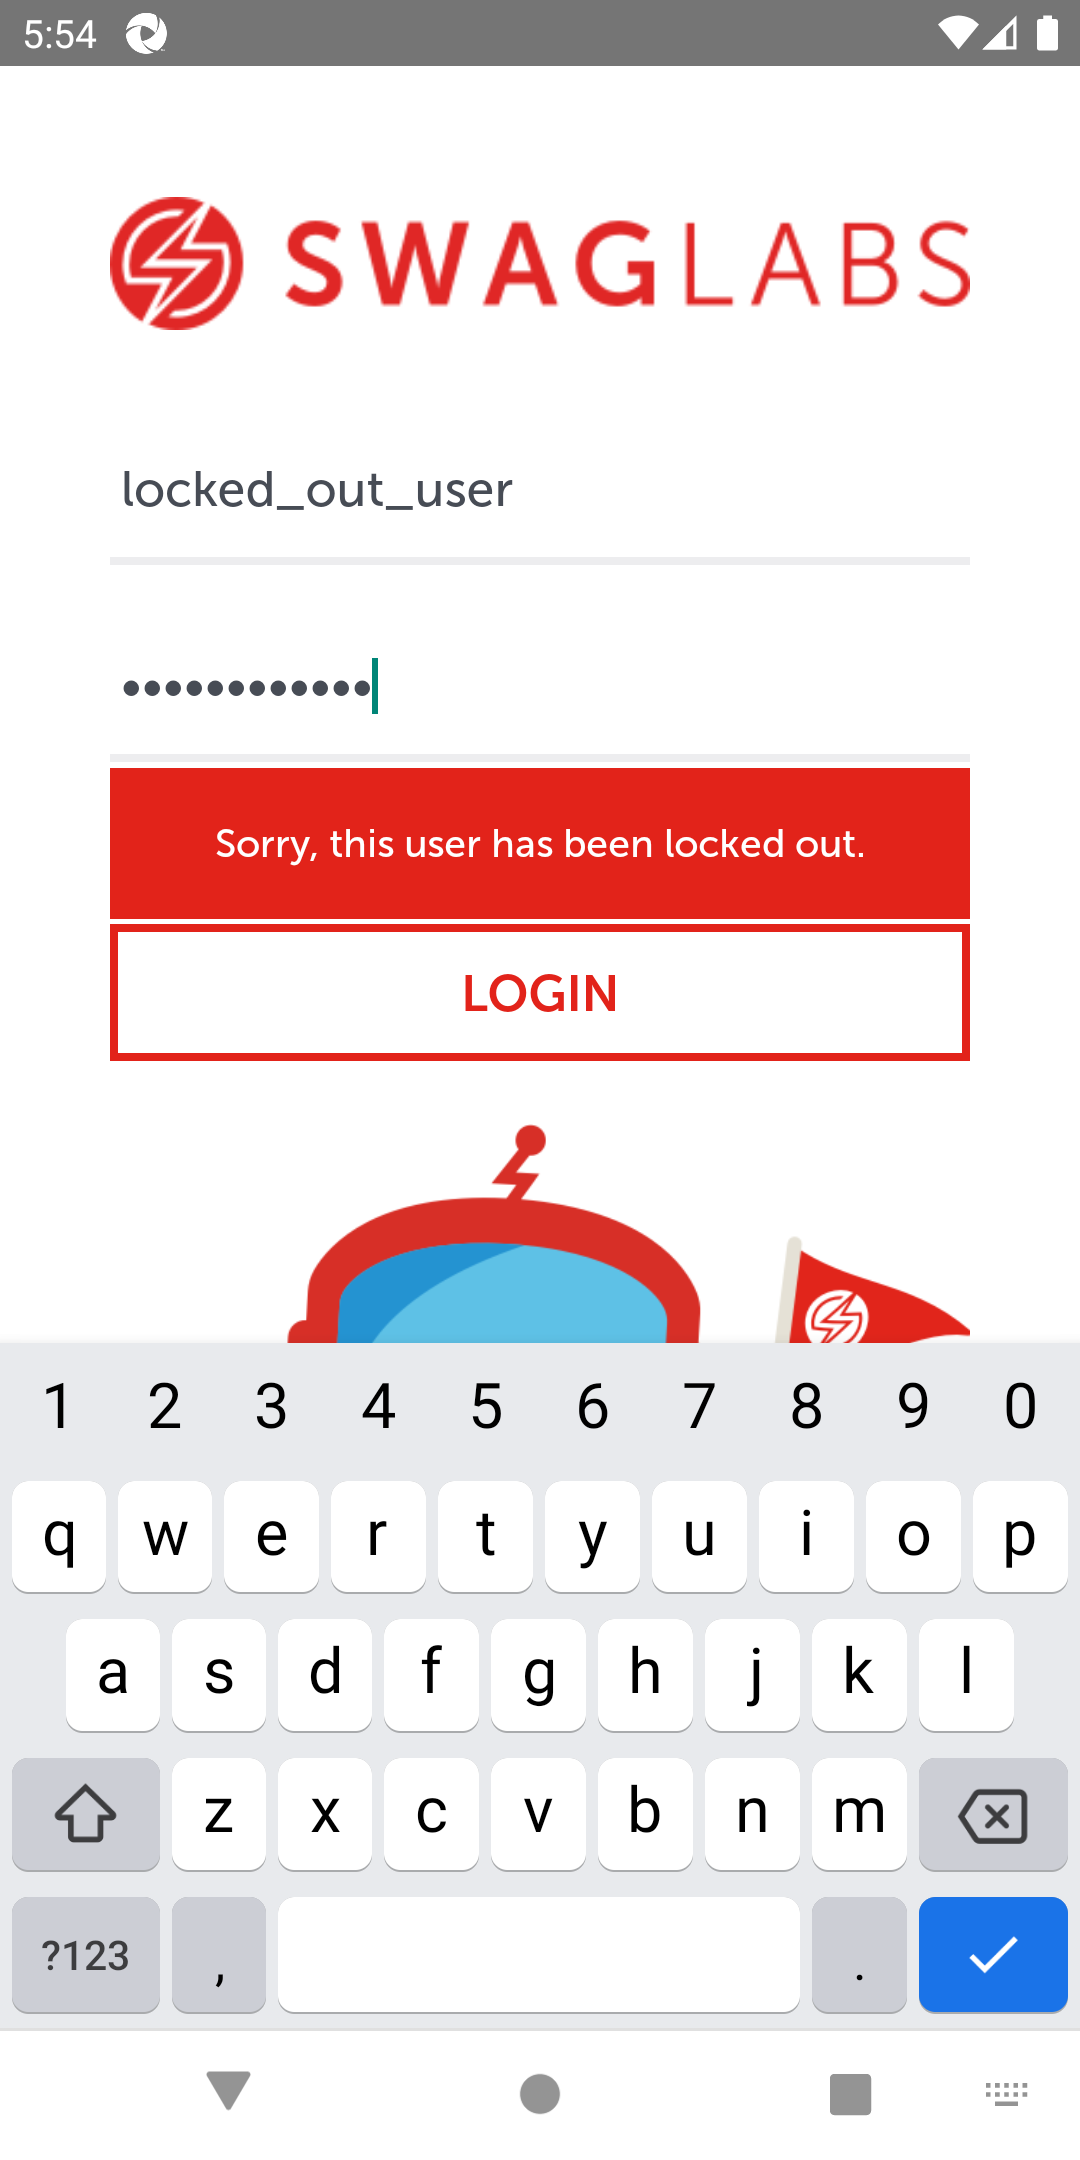 5:54
SWAGLABS
locked_out_user
••••••••••••
Sorry, this user has been locked out.
LOGIN
1 2 3 4 5 6 7 8 9 0
q w e r t y u i o p
a s d f g h j k l
z x c v b n m
?123 , .